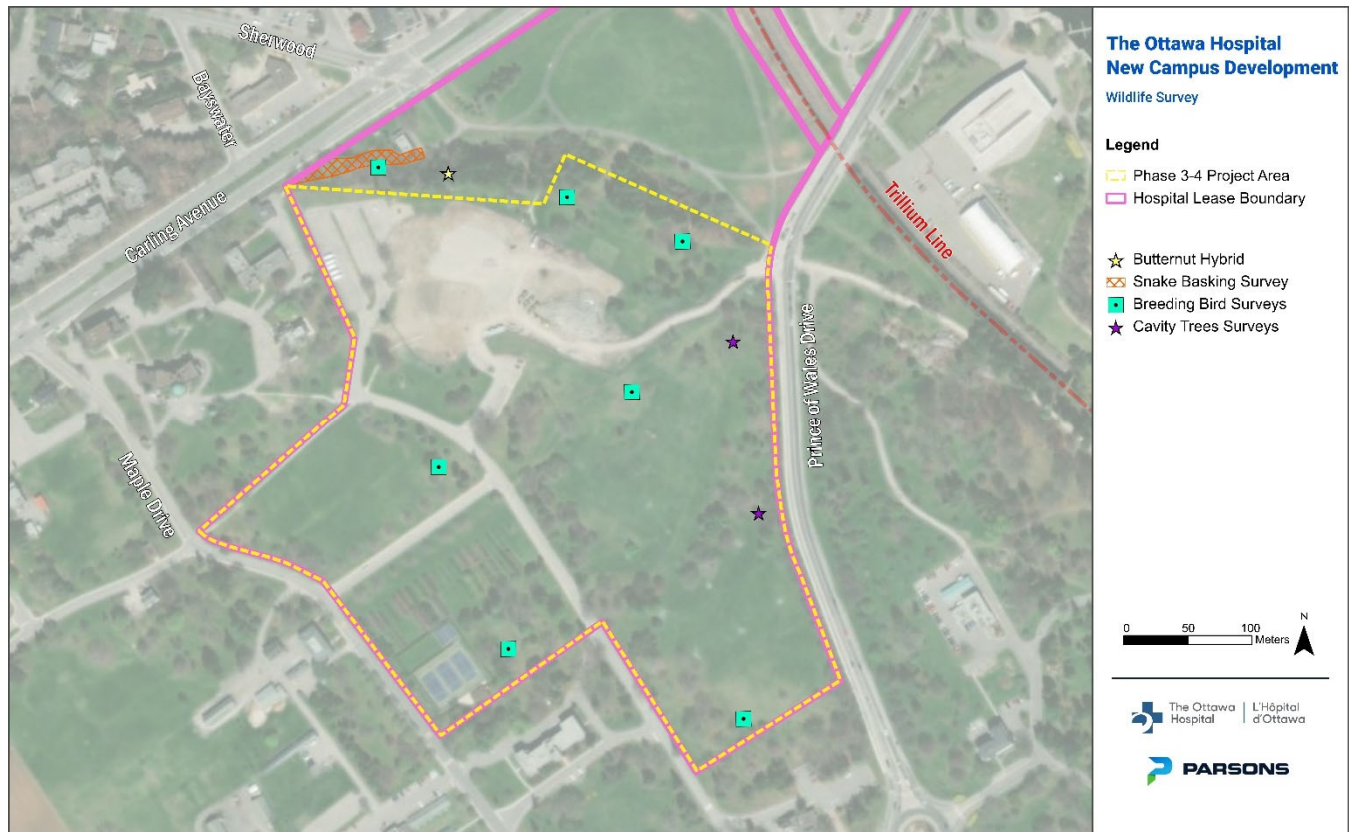 Sherwood
Bayswater
Carling Avenue
Trillium Line
Prince of Wales Drive
Maple Drive
The Ottawa Hospital
New Campus Development
Wildlife Survey
Legend
Phase 3-4 Project Area
Hospital Lease Boundary
Butternut Hybrid
Snake Basking Survey
Breeding Bird Surveys
Cavity Trees Surveys
N
0 50 100
Meters
The Ottawa Hospital
L'Hôpital d'Ottawa
PARSONS